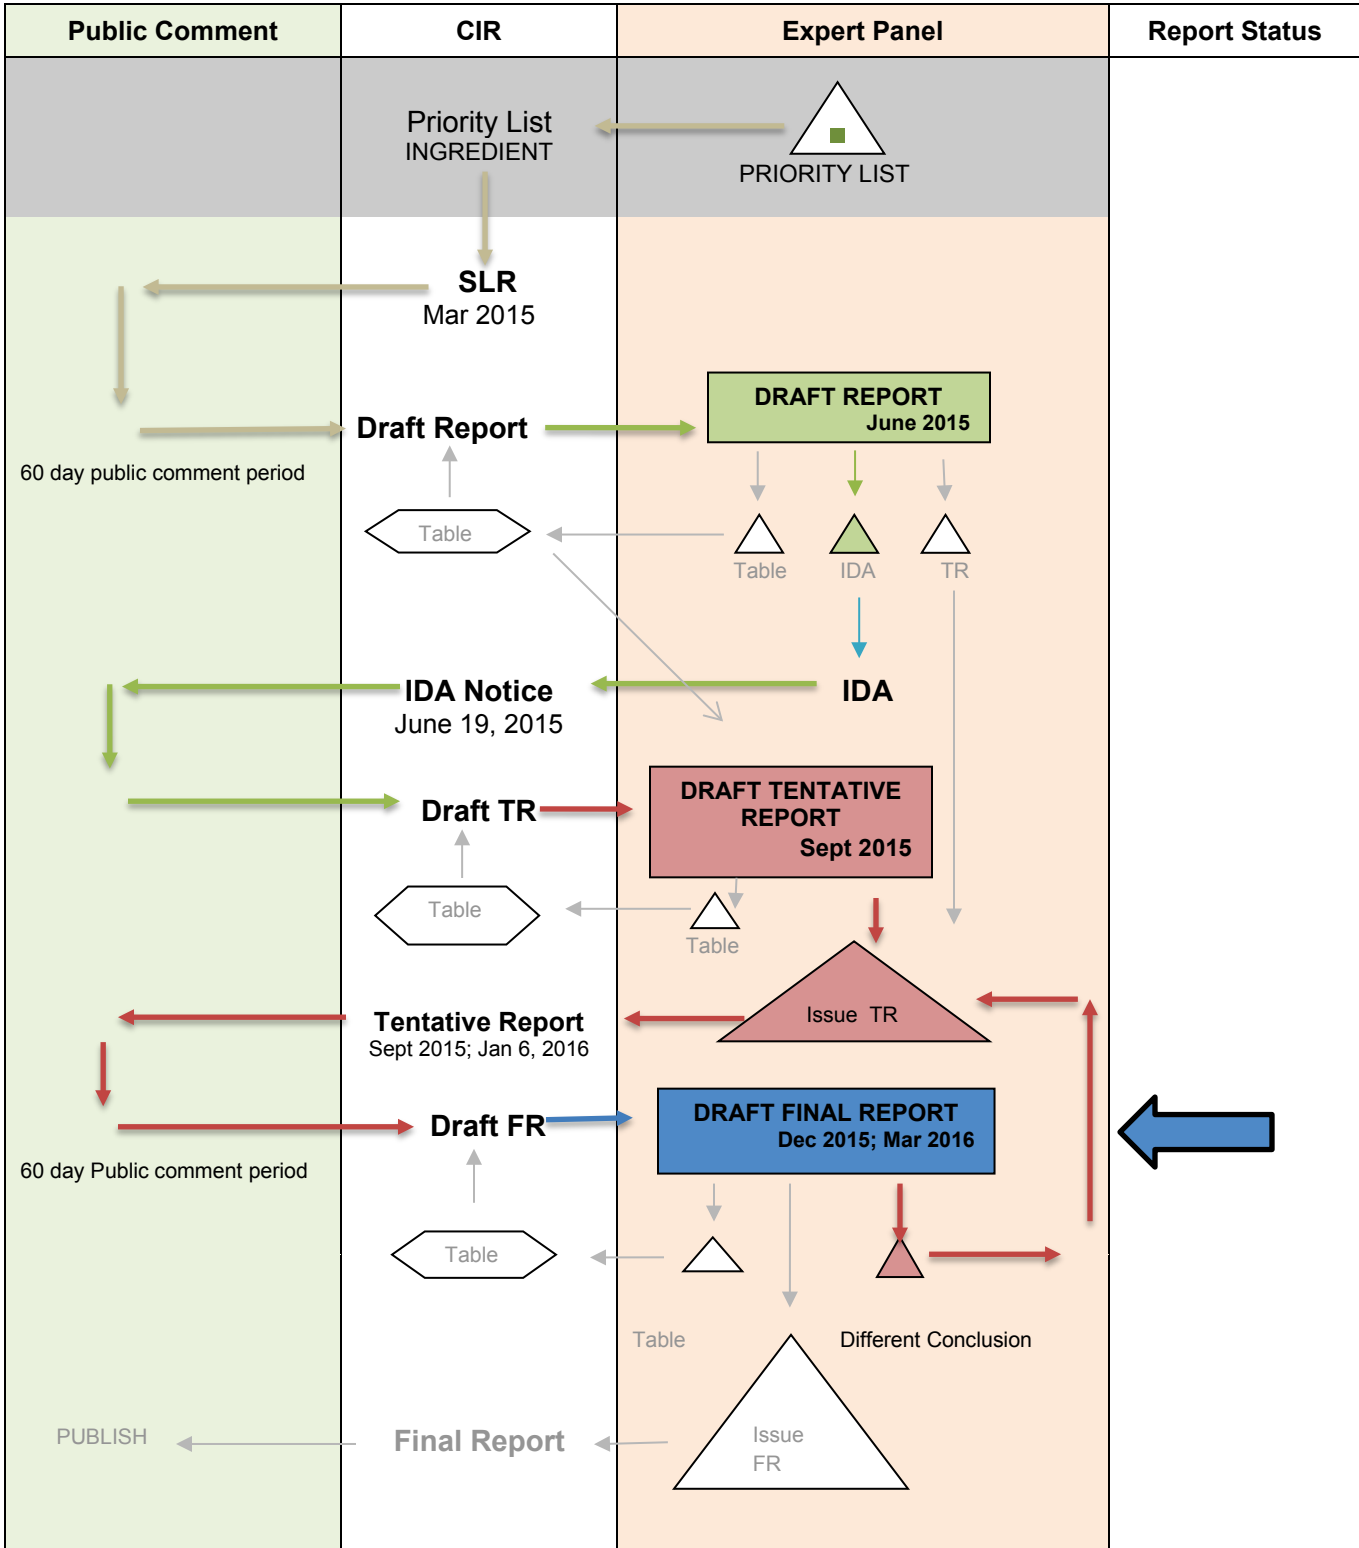 Public Comment
CIR
Expert Panel
Report Status
Priority List
INGREDIENT
PRIORITY LIST
SLR
Mar 2015
DRAFT REPORT
June 2015
Draft Report
60 day public comment period
Table
Table
IDA
TR
IDA Notice
June 19, 2015
IDA
DRAFT TENTATIVE
REPORT
Sept 2015
Draft TR
Table
Table
Issue TR
Tentative Report
Sept 2015; Jan 6, 2016
DRAFT FINAL REPORT
Dec 2015; Mar 2016
Draft FR
60 day Public comment period
Table
Table
Different Conclusion
PUBLISH
Final Report
Issue
FR